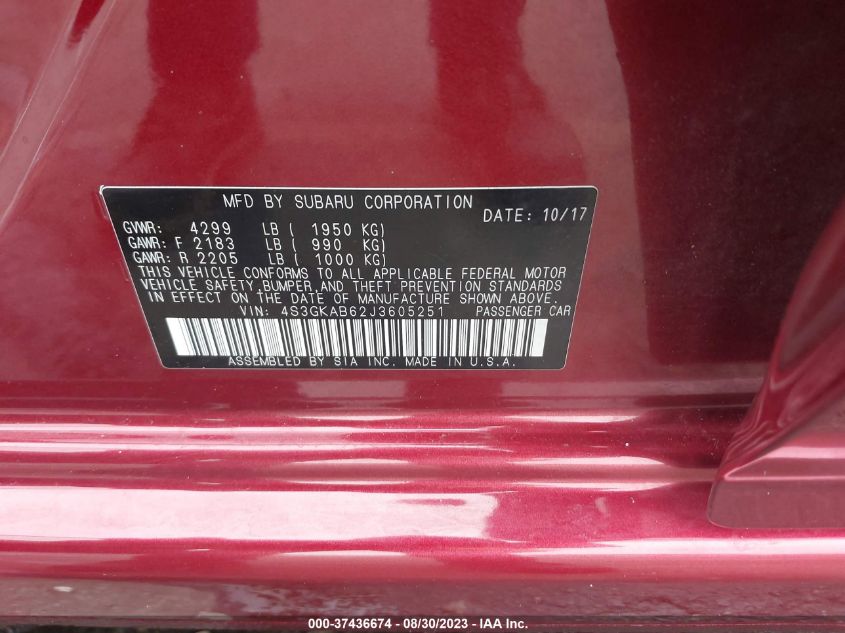 MFD BY SUBARU CORPORATION
DATE: 10/17
GVWR: 4299 LB ( 1950 KG)
GAWR: F 2183 LB ( 990 KG)
GAWR: R 2205 LB ( 1000 KG)
THIS VEHICLE CONFORMS TO ALL APPLICABLE FEDERAL MOTOR
VEHICLE SAFETY,BUMPER,AND THEFT PREVENTION STANDARDS
IN EFFECT ON THE DATE OF MANUFACTURE SHOWN ABOVE.
VIN: 4S3GKAB62J3605251 PASSENGER CAR
ASSEMBLED BY SIA INC. MADE IN U.S.A.
000-37436674 - 08/30/2023 - IAA Inc.